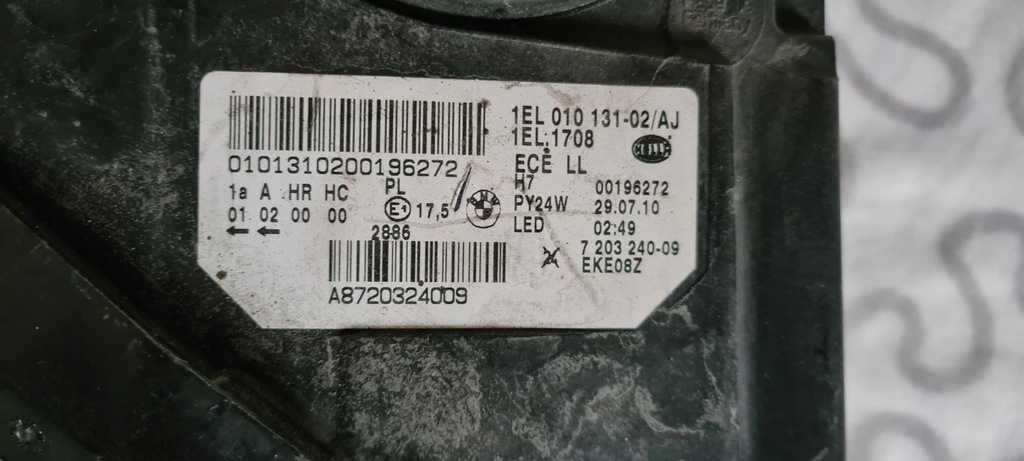 1EL 010 131-02/AJ
1EL:1708
HELLA
0101310200196272
ECE LL
1a A HR HC PL
H7 00196272
01 02 00 00 E1 17,5
PY24W 29.07.10
2886
LED 02:49
7 203 240-09
EKE08Z
A8720324009